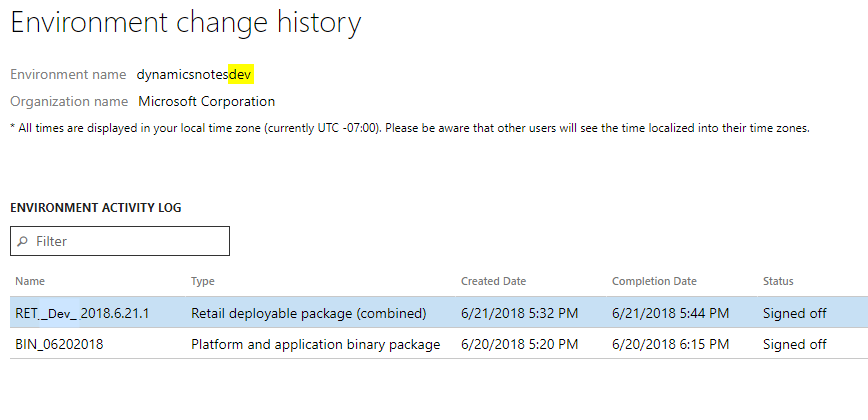 Environment change history
Environment name dynamicsnotesdev
Organization name Microsoft Corporation
* All times are displayed in your local time zone (currently UTC -07:00). Please be aware that other users will see the time localized into their time zones.
ENVIRONMENT ACTIVITY LOG
Filter
Name Type Created Date Completion Date Status
RET_Dev_ 2018.6.21.1 Retail deployable package (combined) 6/21/2018 5:32 PM 6/21/2018 5:44 PM Signed off
BIN_06202018 Platform and application binary package 6/20/2018 5:20 PM 6/20/2018 6:15 PM Signed off